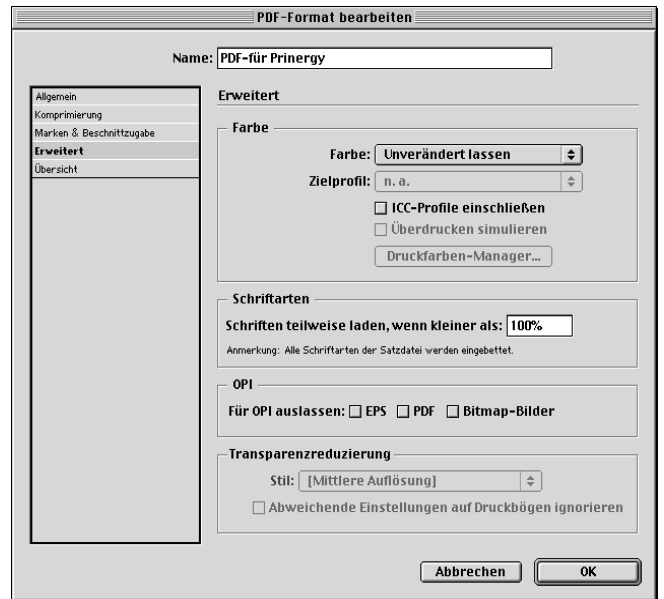 PDF-Format bearbeiten
Name: PDF-für Prinergy
Allgemein
Komprimierung
Marken & Beschnittzugabe
Erweitert
Übersicht
Erweitert
Farbe
Farbe: Unverändert lassen
Zielprofil: n. a.
ICC-Profile einschließen
Überdrucken simulieren
Druckfarben-Manager...
Schriftarten
Schriften teilweise laden, wenn kleiner als: 100%
Anmerkung: Alle Schriftarten der Satzdatei werden eingebettet.
OPI
Für OPI auslassen: EPS PDF Bitmap-Bilder
Transparenzreduzierung
Stil: [Mittlere Auflösung]
Abweichende Einstellungen auf Druckbögen ignorieren
Abbrechen OK